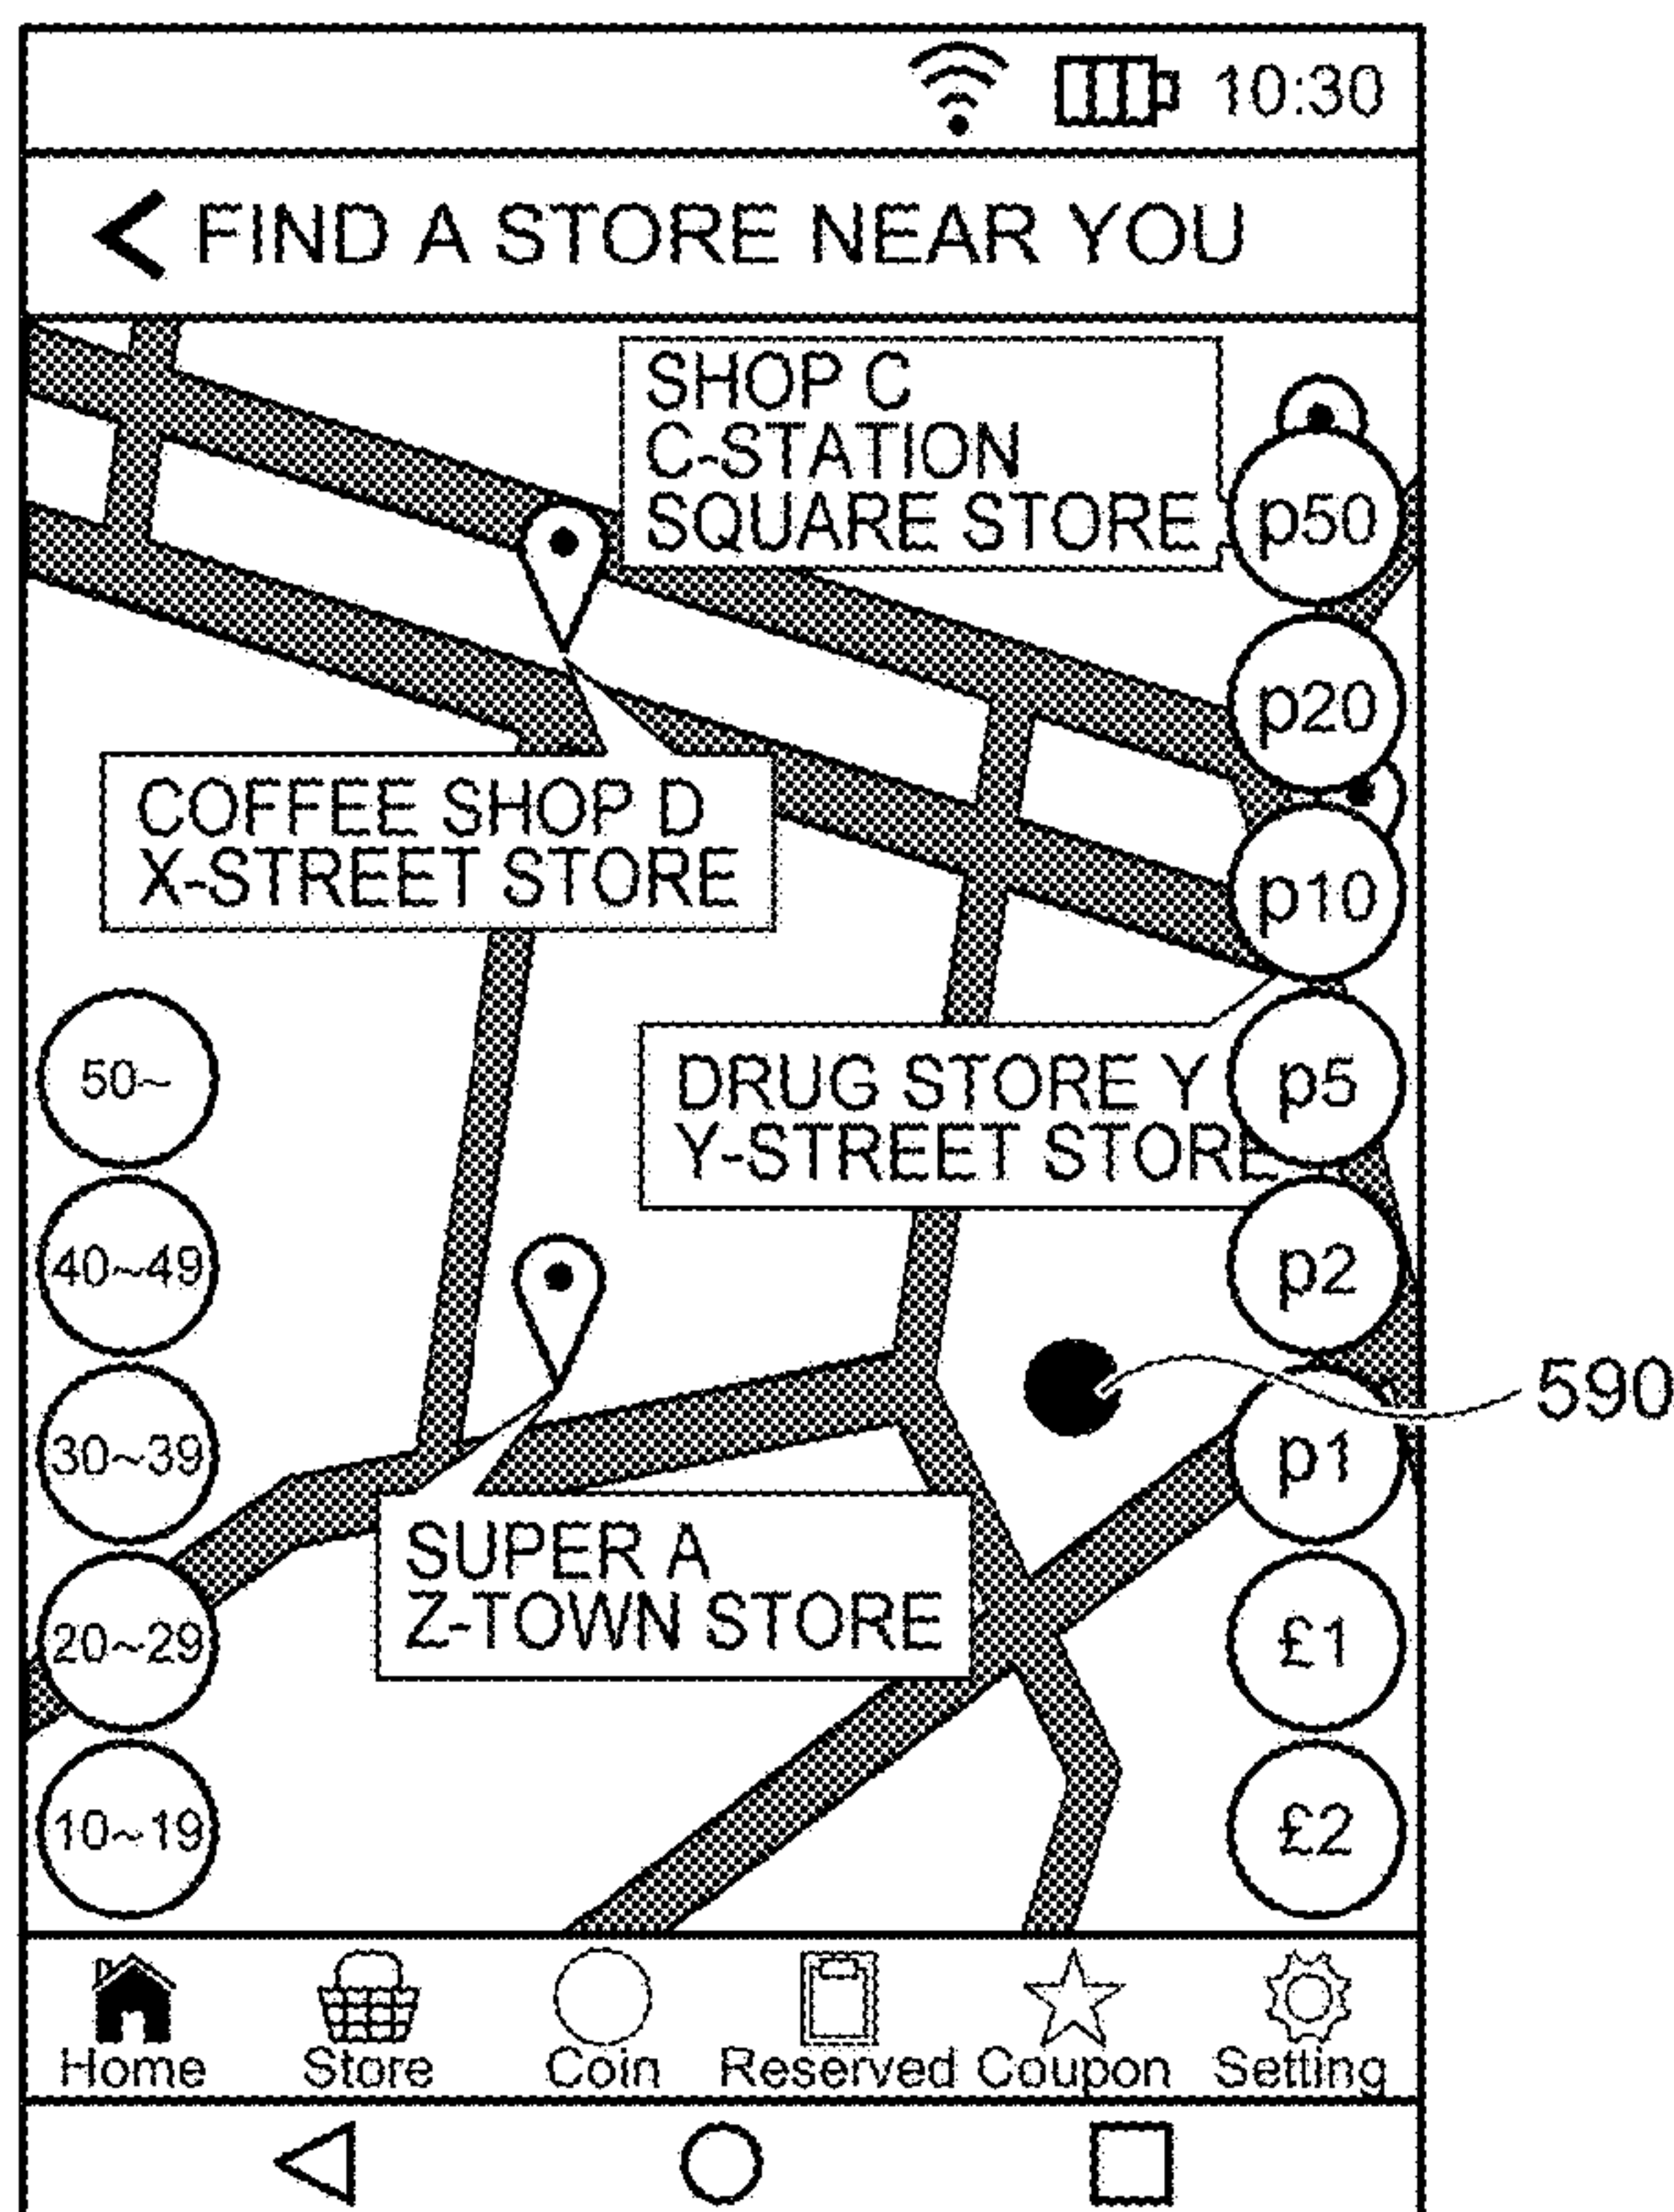 10:30
FIND A STORE NEAR YOU
SHOP C
C-STATION
SQUARE STORE
p50
p20
COFFEE SHOP D
X-STREET STORE
p10
DRUG STORE Y
Y-STREET STORE
p5
50~
40~49
p2
590
30~39
p1
SUPER A
Z-TOWN STORE
20~29
£1
10~19
£2
Home Store Coin Reserved Coupon Setting